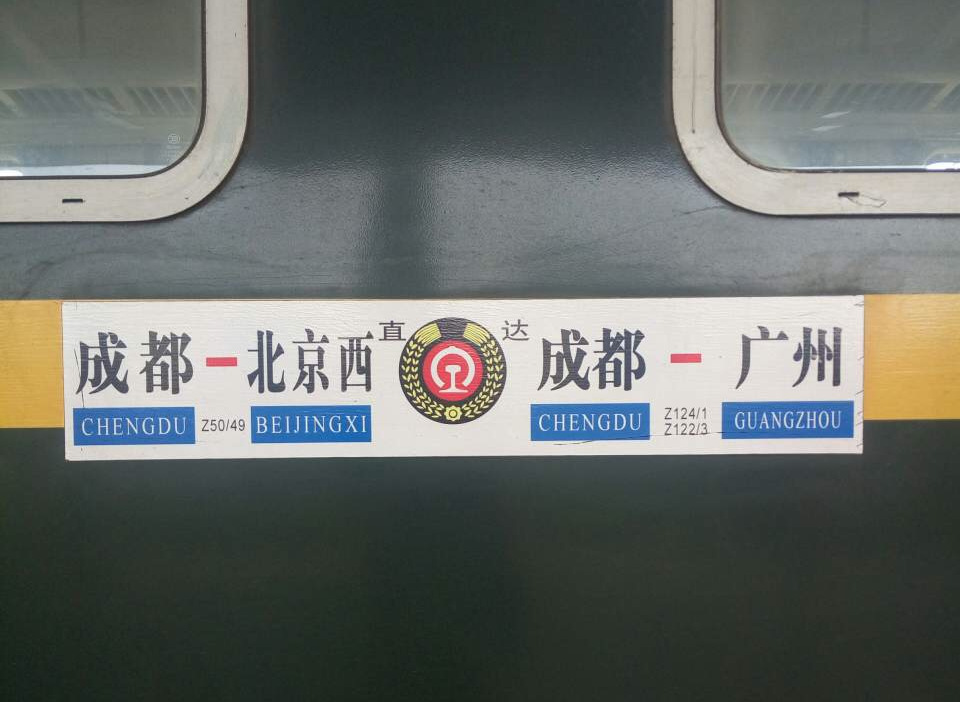 成都 - 北京西 直达 成都 - 广州
CHENGDU Z50/49 BEIJINGXI CHENGDU Z124/1 GUANGZHOU
Z122/3